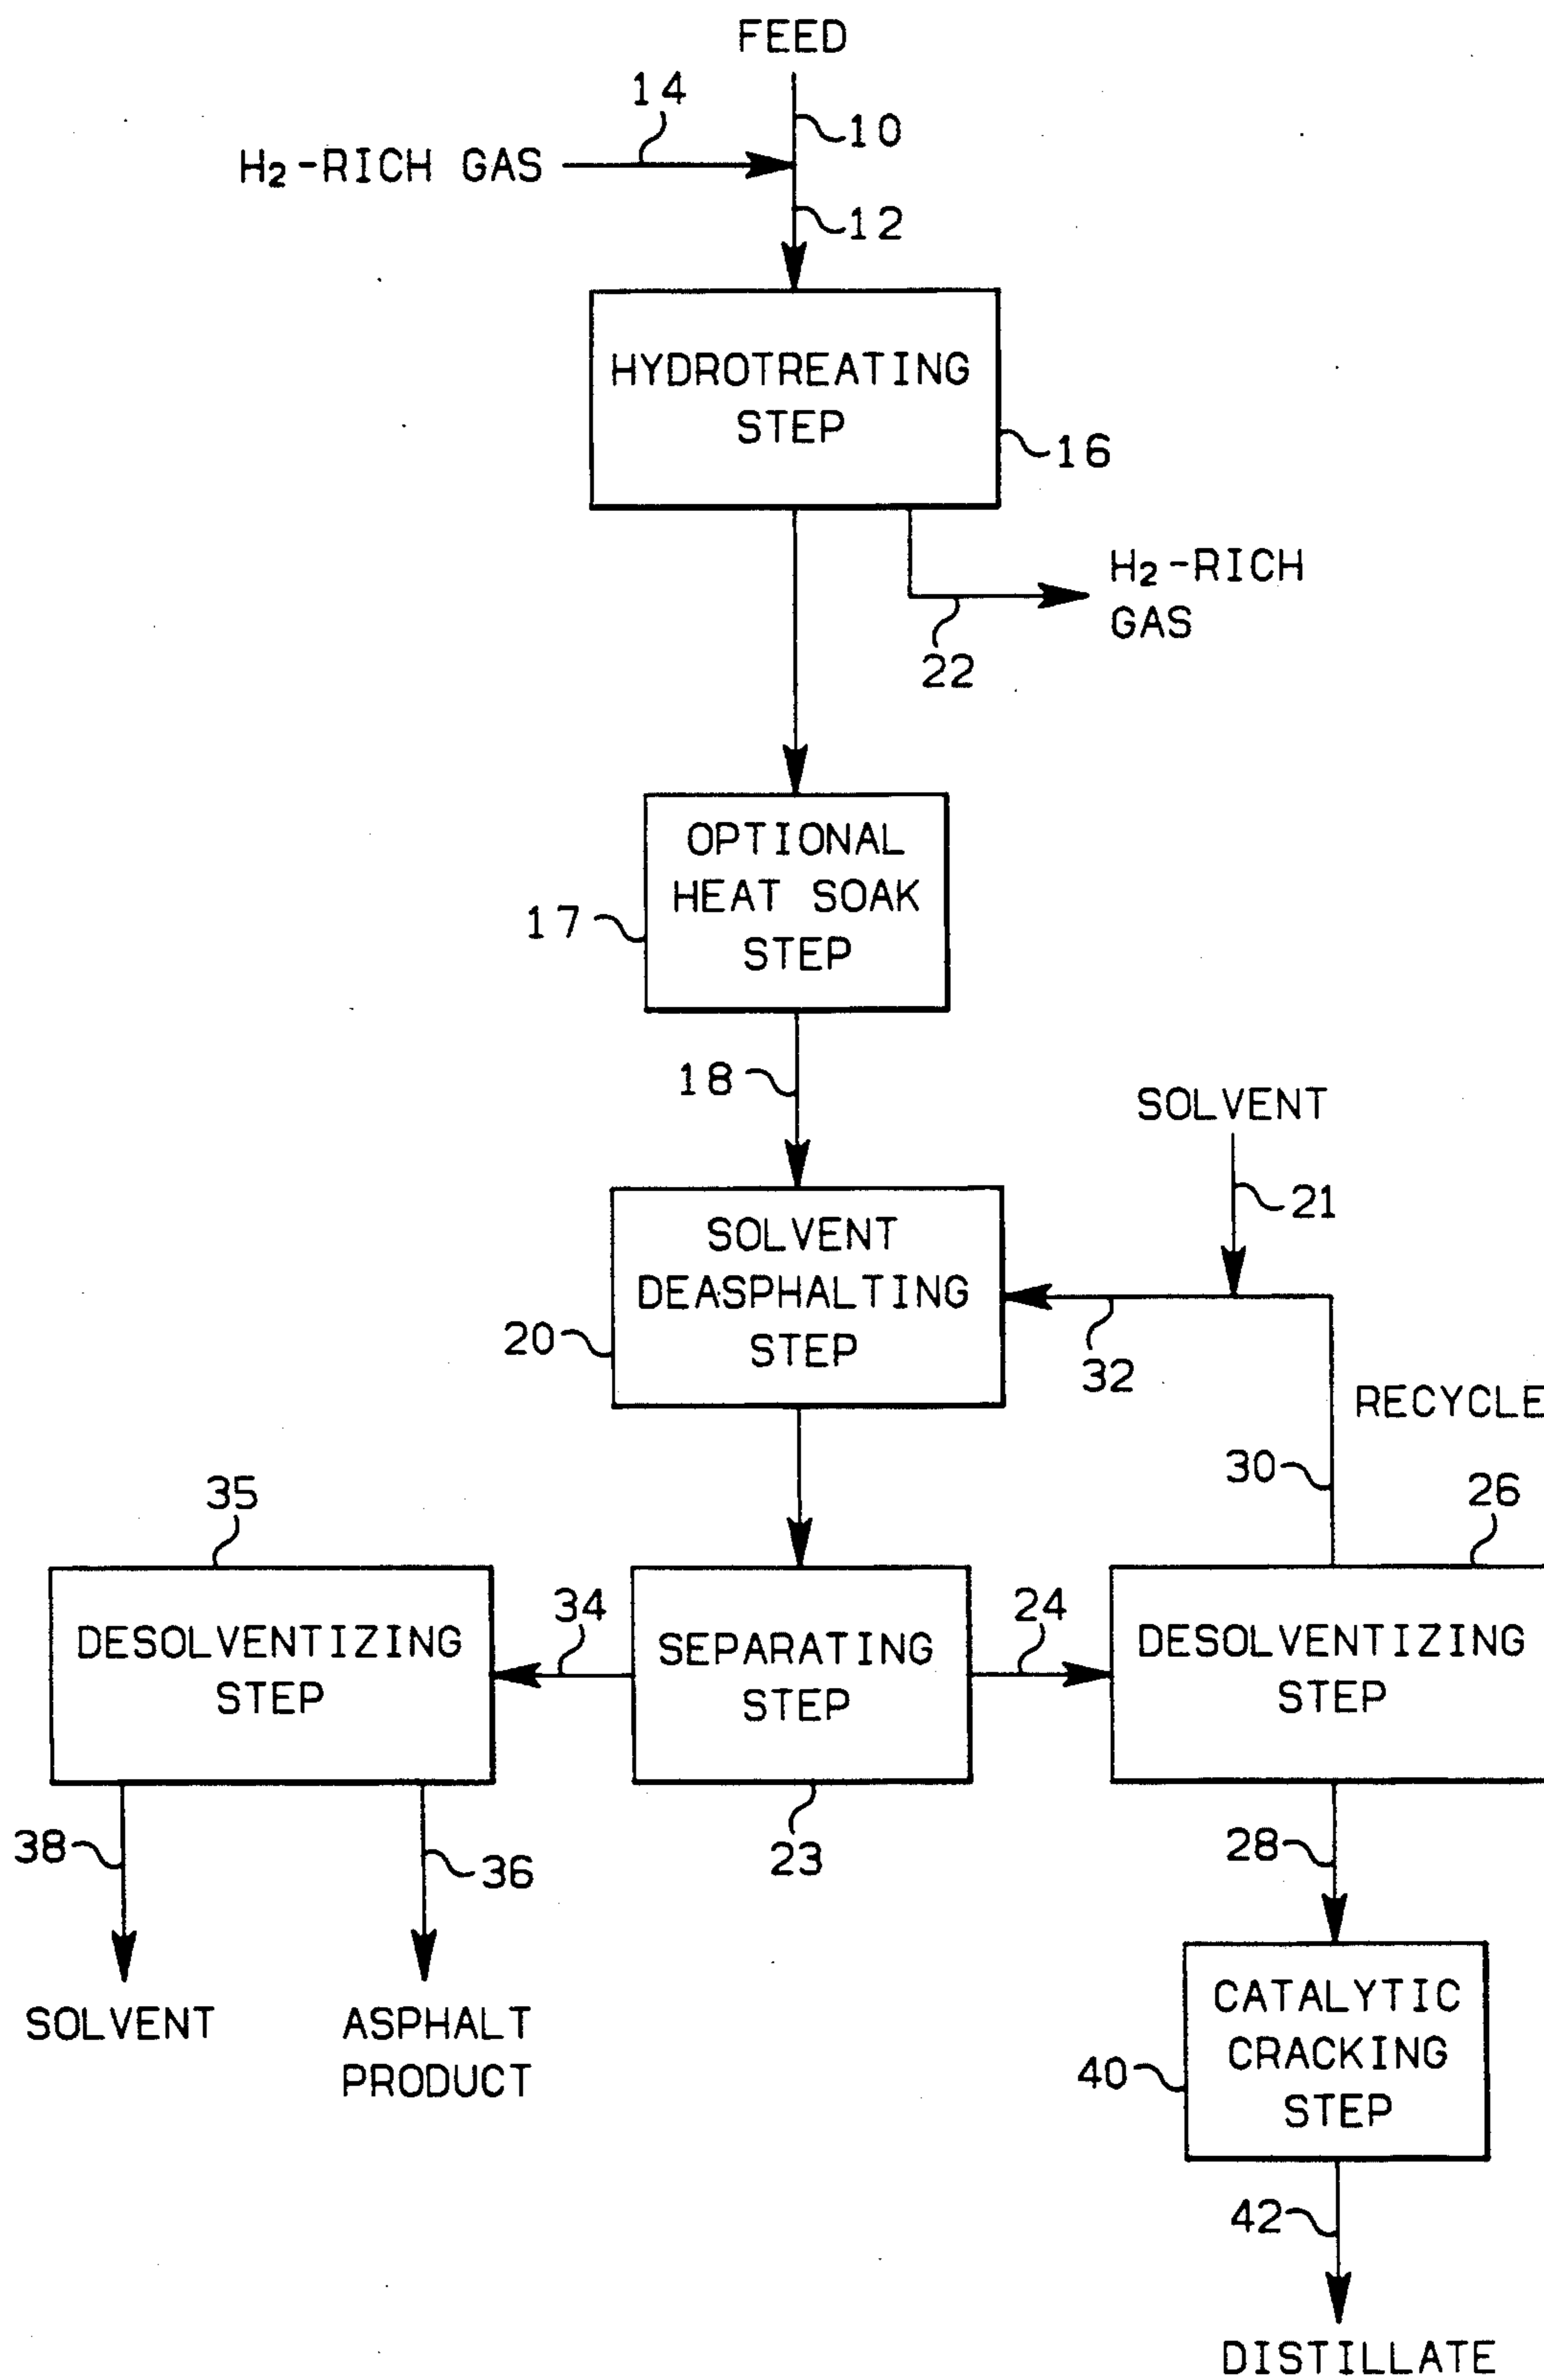 FEED
14
10
H₂-RICH GAS
12
HYDROTREATING
STEP
16
H₂-RICH
GAS
22
OPTIONAL
HEAT SOAK
STEP
17
18
SOLVENT
21
SOLVENT
DEASPHALTING
STEP
20
32
RECYCLE
30
26
35
34
24
DESOLVENTIZING
STEP
SEPARATING
STEP
DESOLVENTIZING
STEP
38
36
23
28
SOLVENT
ASPHALT
PRODUCT
CATALYTIC
CRACKING
STEP
40
42
DISTILLATE